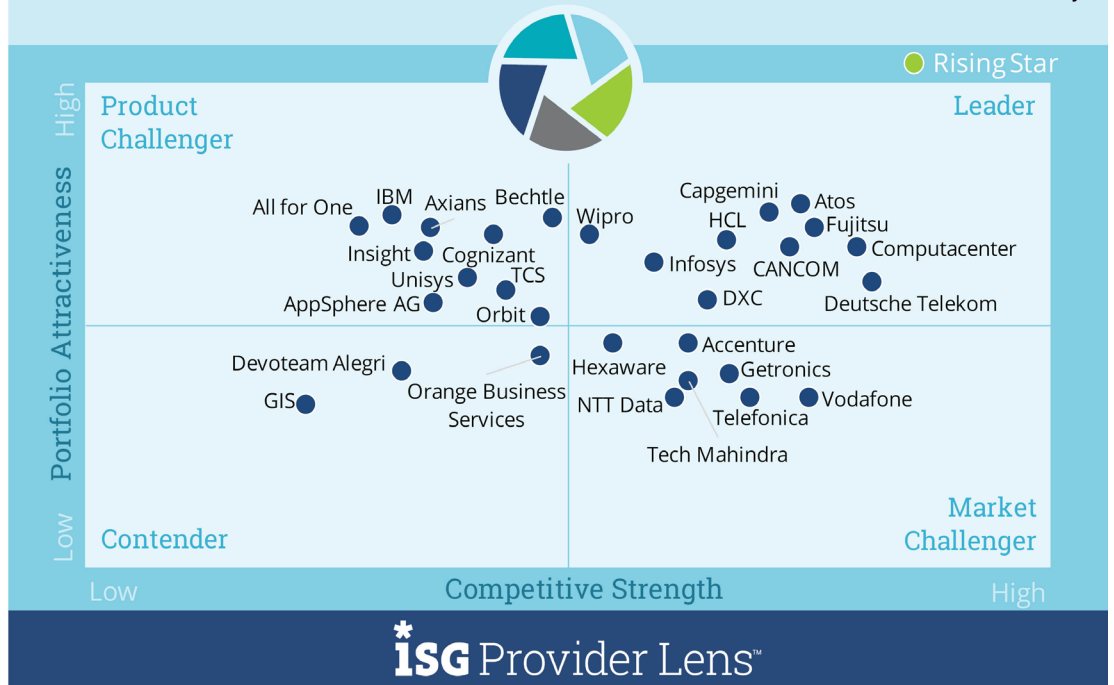 Rising Star
High
Product
Challenger
Leader
IBM
Capgemini
All for One
Axians
Bechtle
Atos
Wipro
HCL
Fujitsu
Insight
Cognizant
Computacenter
Infosys
CANCOM
Unisys
TCS
AppSphere AG
DXC
Deutsche Telekom
Orbit
Portfolio Attractiveness
Accenture
Devoteam Alegri
Hexaware
Getronics
Orange Business
Services
GIS
NTT Data
Vodafone
Telefonica
Tech Mahindra
Low
Contender
Market
Challenger
Low
Competitive Strength
High
*ISG Provider Lens™